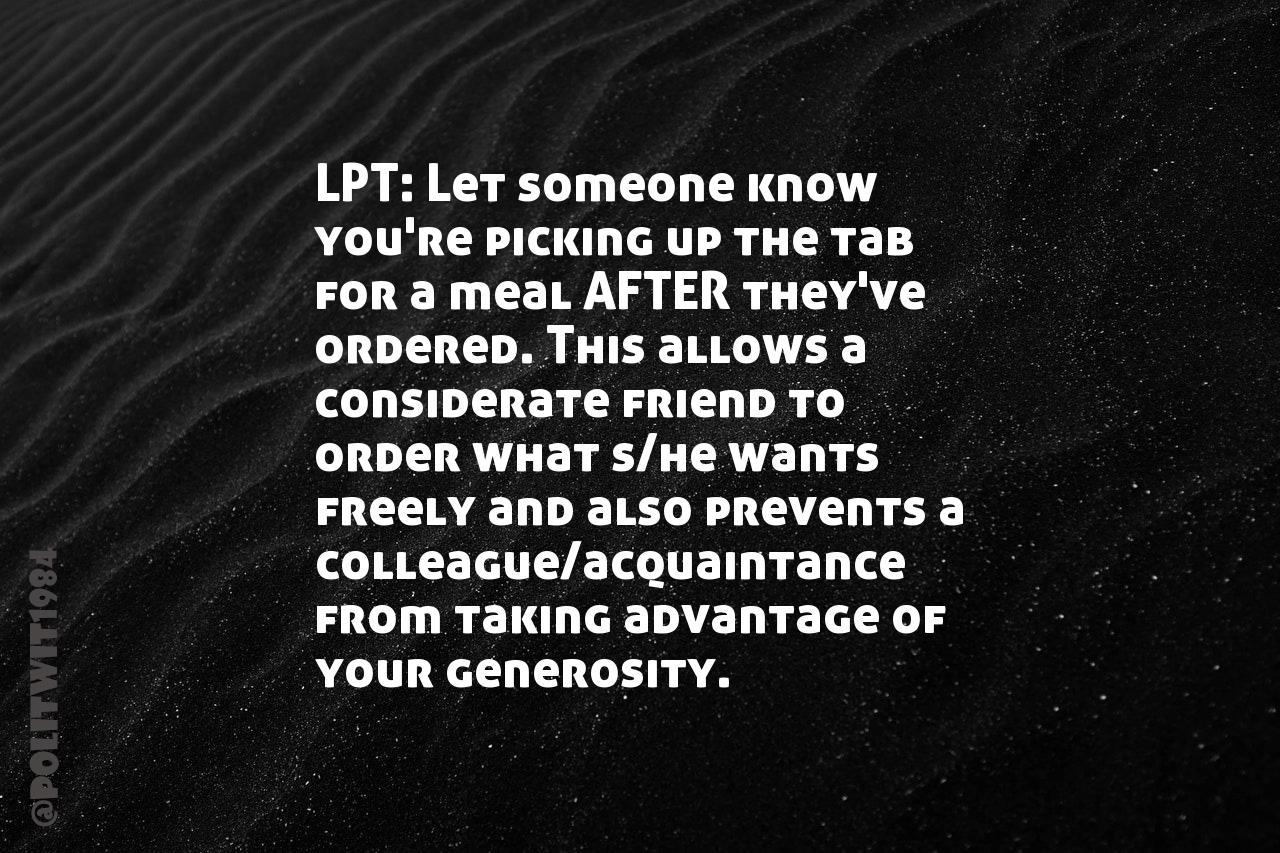 LPT: Let someone know
you're picking up the tab
for a meal AFTER they've
ordered. This allows a
considerate friend to
order what s/he wants
freely and also prevents a
colleague/acquaintance
from taking advantage of
your generosity.
@POLITWIT1984